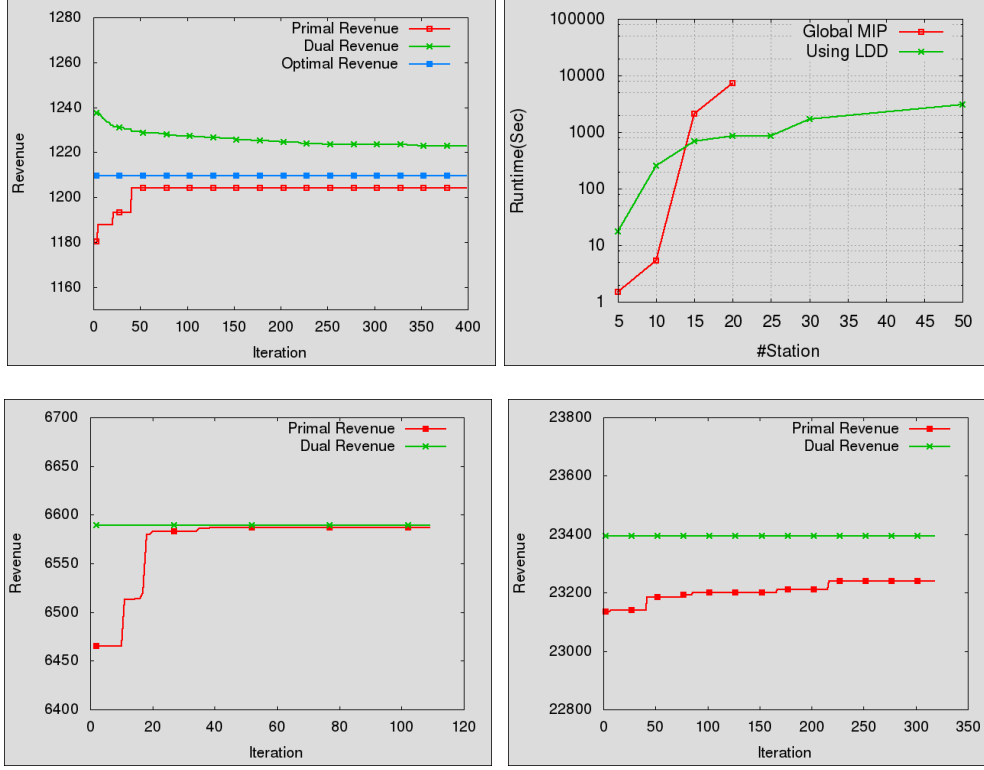 1280
1260
1240
1220
1200
1180
1160
Revenue
Primal Revenue
Dual Revenue
Optimal Revenue
0 50 100 150 200 250 300 350 400
Iteration
100000
10000
1000
100
10
1
Runtime(Sec)
Global MIP
Using LDD
5 10 15 20 25 30 35 40 45 50
#Station
6700
6650
6600
6550
6500
6450
6400
Revenue
Primal Revenue
Dual Revenue
0 20 40 60 80 100 120
Iteration
23800
23600
23400
23200
23000
22800
Revenue
Primal Revenue
Dual Revenue
0 50 100 150 200 250 300 350
Iteration